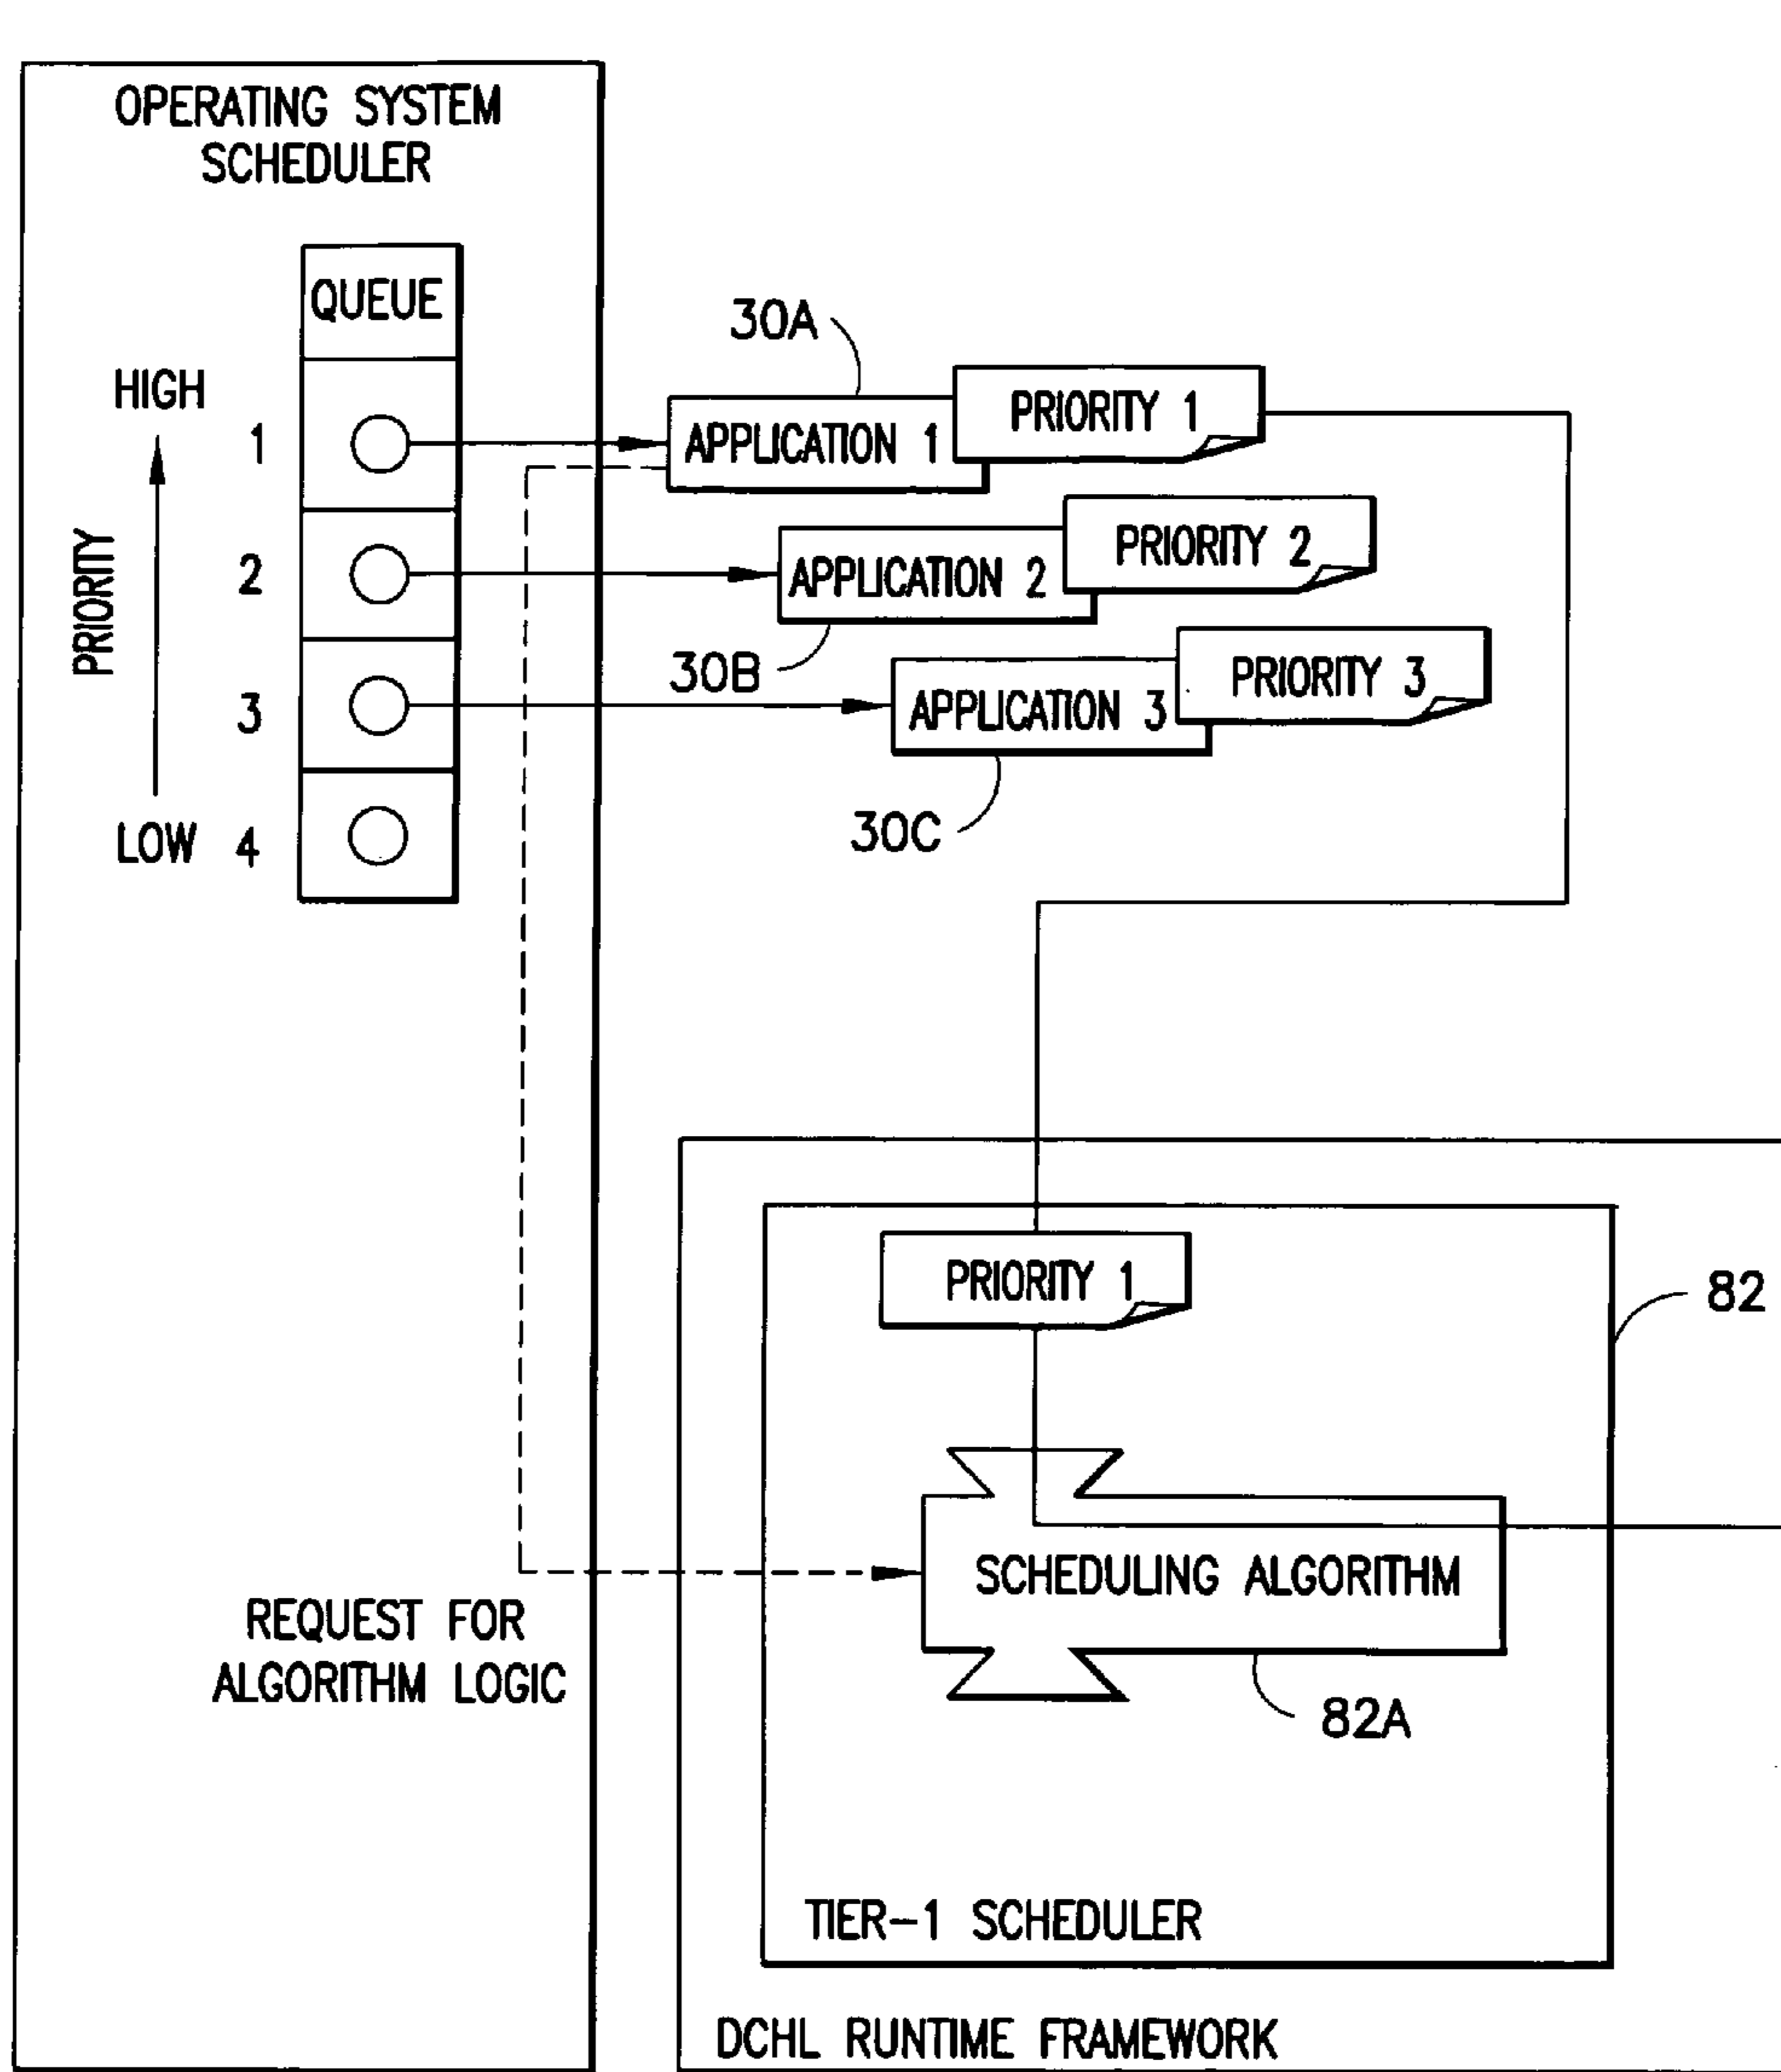 OPERATING SYSTEM
SCHEDULER
QUEUE
HIGH
PRIORITY
LOW
1
2
3
4
30A
APPLICATION 1
PRIORITY 1
APPLICATION 2
PRIORITY 2
30B
APPLICATION 3
PRIORITY 3
30C
PRIORITY 1
82
SCHEDULING ALGORITHM
82A
REQUEST FOR
ALGORITHM LOGIC
TIER-1 SCHEDULER
DCHL RUNTIME FRAMEWORK